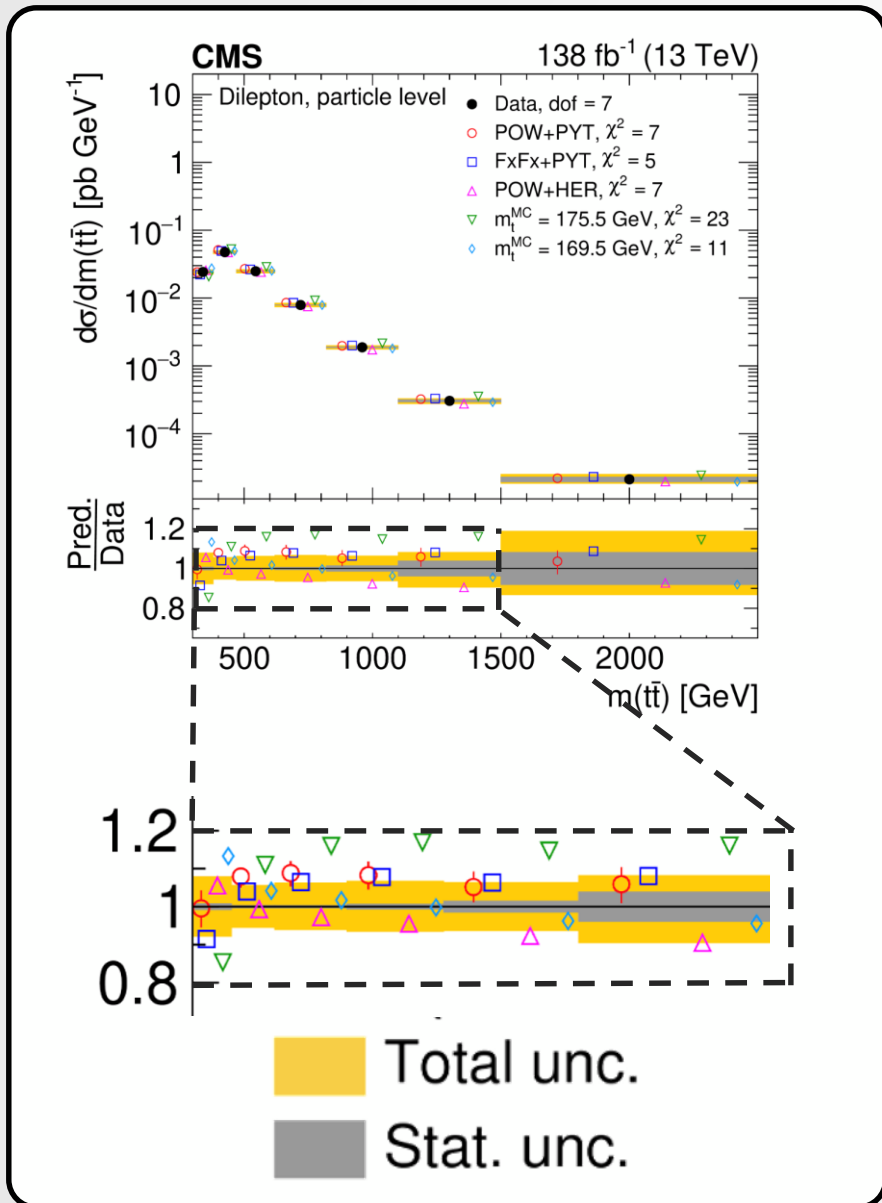 CMS 138 fb⁻¹ (13 TeV)
dσ/dm(tt̄) [pb GeV⁻¹]
10
1
10⁻¹
10⁻²
10⁻³
10⁻⁴
Dilepton, particle level
Data, dof = 7
POW+PYT, χ² = 7
FxFx+PYT, χ² = 5
POW+HER, χ² = 7
mₜᴹᶜ = 175.5 GeV, χ² = 23
mₜᴹᶜ = 169.5 GeV, χ² = 11
Pred.
Data
1.2
1
0.8
500 1000 1500 2000
m(tt̄) [GeV]
1.2
1
0.8
Total unc.
Stat. unc.